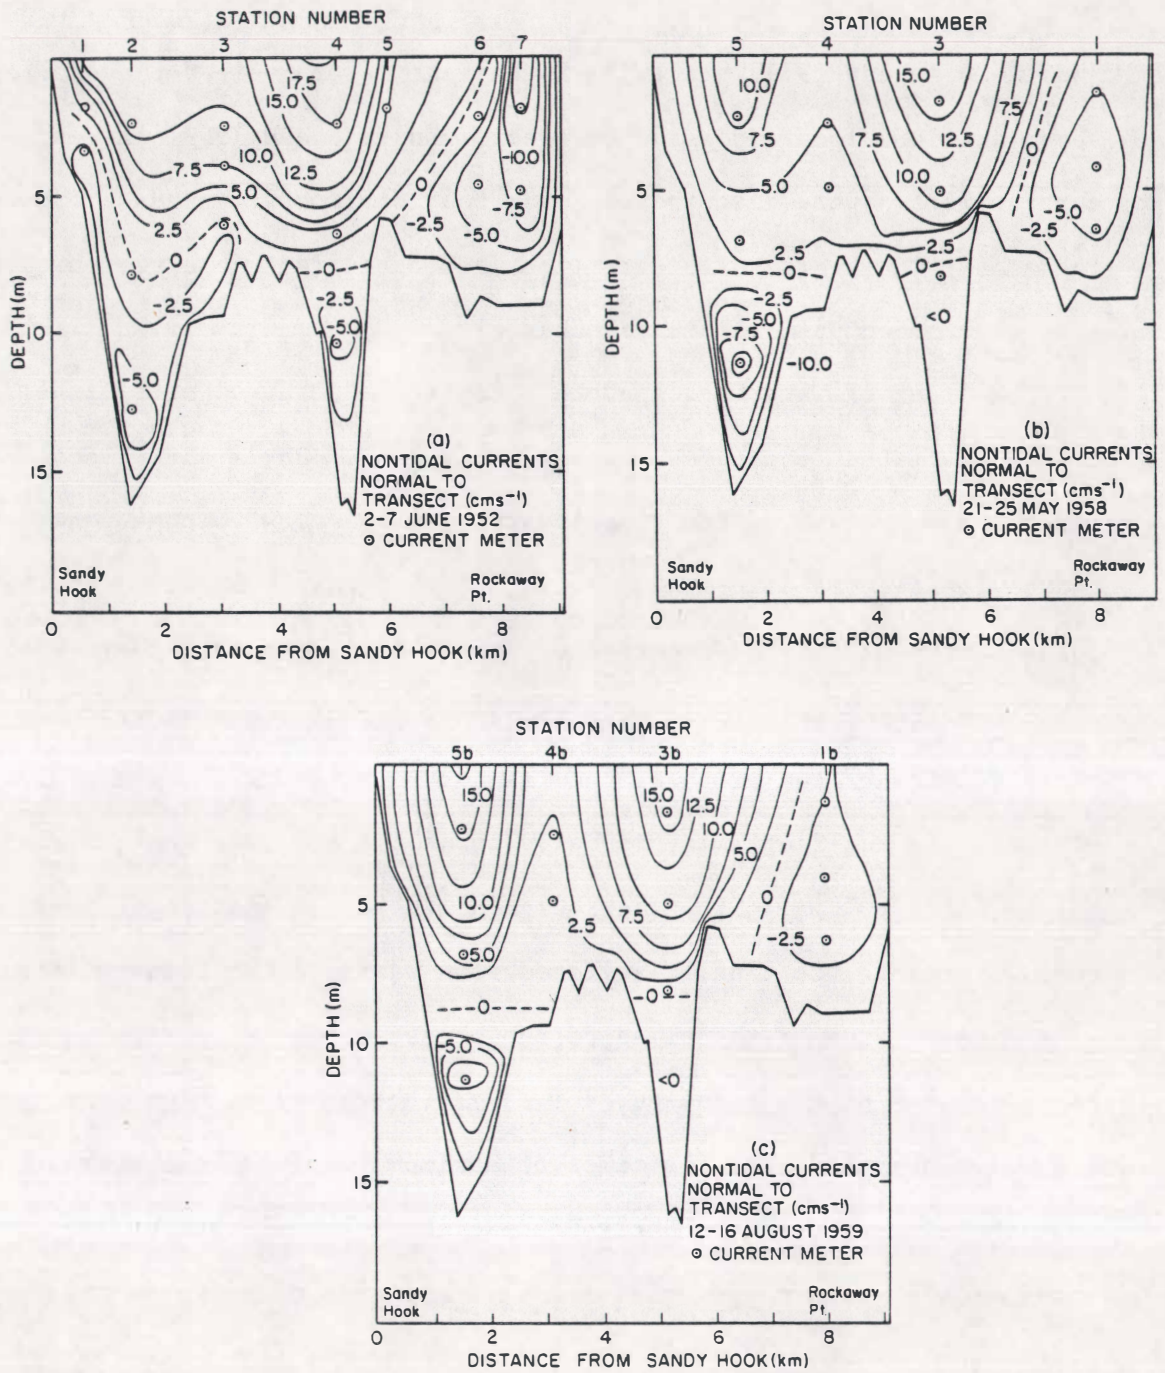 STATION NUMBER
1 2 3 4 5 6 7
17.5
15.0
10.0
7.5
12.5
5.0
2.5
0
-2.5
-5.0
0
-2.5
-5.0
0
-10.0
-7.5
-2.5
-5.0
5
10
15
DEPTH (m)
(a)
NONTIDAL CURRENTS
NORMAL TO
TRANSECT (cms⁻¹)
2-7 JUNE 1952
⊙ CURRENT METER
Sandy
Hook
Rockaway
Pt.
0 2 4 6 8
DISTANCE FROM SANDY HOOK (km)
STATION NUMBER
5 4 3 1
10.0
15.0
7.5
7.5
7.5
12.5
5.0
10.0
0
2.5
2.5
0
0
-5.0
-2.5
-2.5
-5.0
-7.5
-10.0
<0
5
10
15
DEPTH (m)
(b)
NONTIDAL CURRENTS
NORMAL TO
TRANSECT (cms⁻¹)
21-25 MAY 1958
⊙ CURRENT METER
Sandy
Hook
Rockaway
Pt.
0 2 4 6 8
DISTANCE FROM SANDY HOOK (km)
STATION NUMBER
5b 4b 3b 1b
15.0
15.0
12.5
10.0
5.0
10.0
7.5
2.5
5.0
0
-2.5
0
0
-5.0
<0
5
10
15
DEPTH (m)
(c)
NONTIDAL CURRENTS
NORMAL TO
TRANSECT (cms⁻¹)
12-16 AUGUST 1959
⊙ CURRENT METER
Sandy
Hook
Rockaway
Pt.
0 2 4 6 8
DISTANCE FROM SANDY HOOK (km)